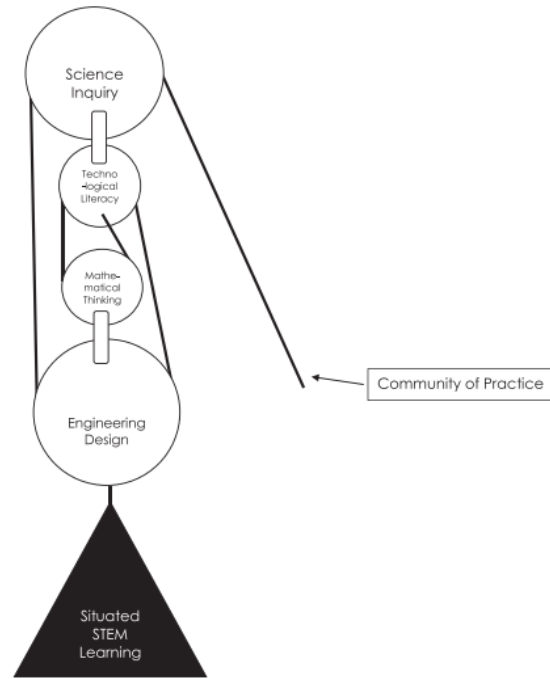 Science
Inquiry
Techno
-logical
Literacy
Mathe-
matical
Thinking
Community of Practice
Engineering
Design
Situated
STEM
Learning